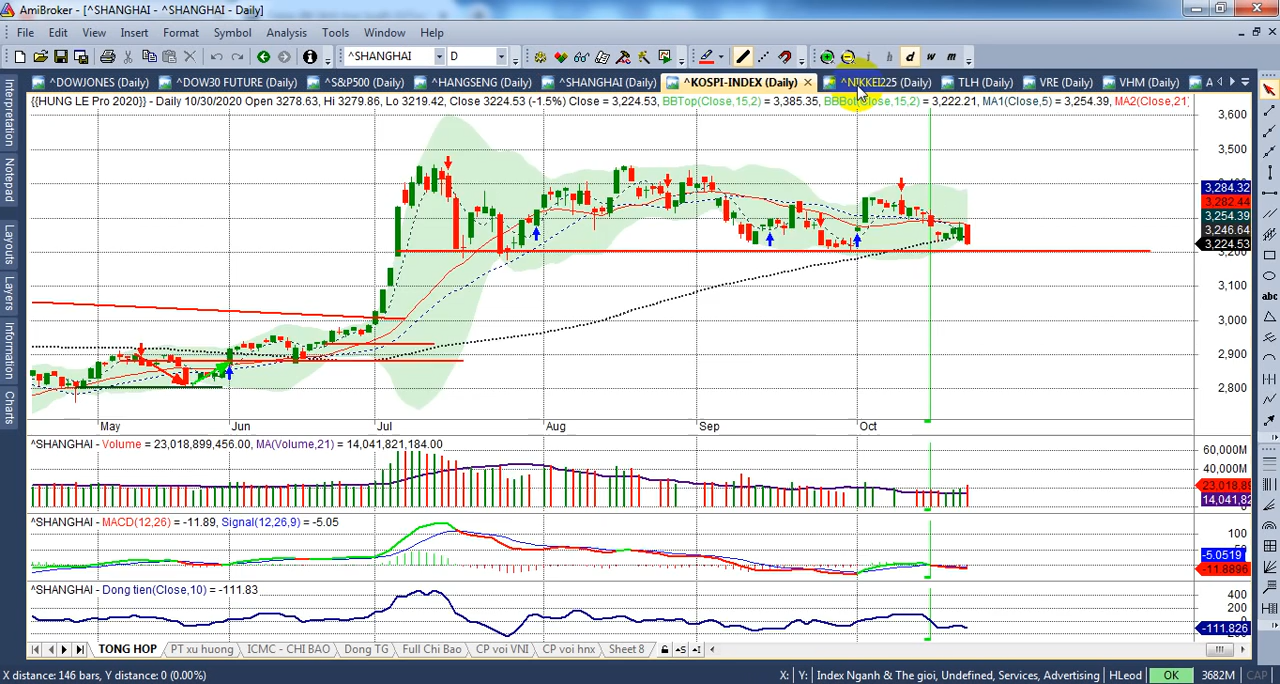 AmiBroker - [^SHANGHAI - ^SHANGHAI - Daily]
File Edit View Insert Format Symbol Analysis Tools Window Help
^SHANGHAI D i h d w m
^DOWJONES (Daily) ^DOW30 FUTURE (Daily) ^S&P500 (Daily) ^HANGSENG (Daily) ^SHANGHAI (Daily) ^KOSPI-INDEX (Daily) ^NIKKEI225 (Daily) TLH (Daily) VRE (Daily) VHM (Daily) A
{{HUNG LE Pro 2020}} - Daily 10/30/2020 Open 3278.63, Hi 3279.86, Lo 3219.42, Close 3224.53 (-1.5%) Close = 3,224.53, BBTop(Close,15,2) = 3,385.35, BBBot(Close,15,2) = 3,222.21, MA1(Close,5) = 3,254.39, MA2(Close,21)
3,600
3,500
3,284.32
3,282.44
3,254.39
3,246.64
3,224.53
3,200
3,100
3,000
2,900
2,800
May Jun Jul Aug Sep Oct
^SHANGHAI - Volume = 23,018,899,456.00, MA(Volume,21) = 14,041,821,184.00
60,000M
40,000M
23,018.89
14,041.82
^SHANGHAI - MACD(12,26) = -11.89, Signal(12,26,9) = -5.05
100
-5.0519
-11.8896
^SHANGHAI - Dong tien(Close,10) = -111.83
400
200
-111.826
TONG HOP PT xu huong ICMC - CHI BAO Dong TG Full Chi Bao CP voi VNI CP voi hnx Sheet 8
X distance: 146 bars, Y distance: 0 (0.00%) X: Y: Index Nganh & The gioi, Undefined, Services, Advertising HLeod OK 3682M CAP
Interpretation
Notepad
Layouts
Layers
Information
Charts
abc